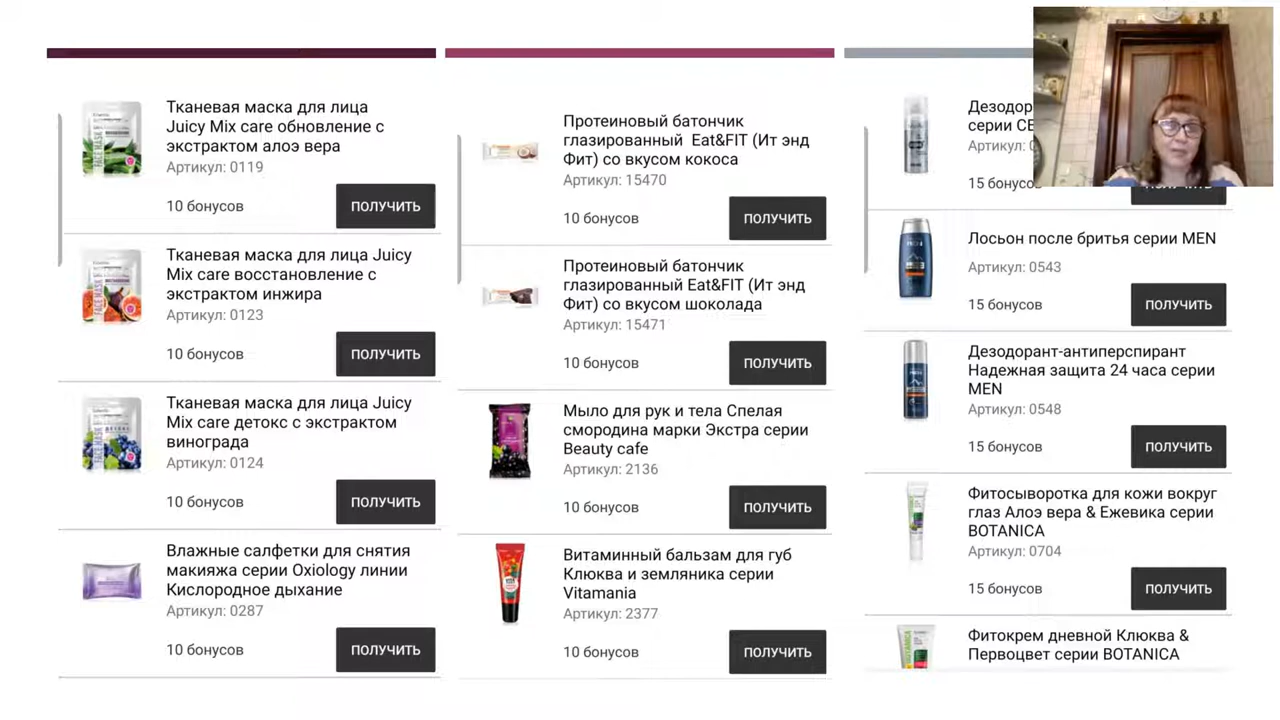 Тканевая маска для лица
Juicy Mix care обновление с
экстрактом алоэ вера
Артикул: 0119
10 бонусов
ПОЛУЧИТЬ
Тканевая маска для лица Juicy
Mix care восстановление с
экстрактом инжира
Артикул: 0123
10 бонусов
ПОЛУЧИТЬ
Тканевая маска для лица Juicy
Mix care детокс с экстрактом
винограда
Артикул: 0124
10 бонусов
ПОЛУЧИТЬ
Влажные салфетки для снятия
макияжа серии Oxiology линии
Кислородное дыхание
Артикул: 0287
10 бонусов
ПОЛУЧИТЬ
Протеиновый батончик
глазированный Eat&FIT (Ит энд
Фит) со вкусом кокоса
Артикул: 15470
10 бонусов
ПОЛУЧИТЬ
Протеиновый батончик
глазированный Eat&FIT (Ит энд
Фит) со вкусом шоколада
Артикул: 15471
10 бонусов
ПОЛУЧИТЬ
Мыло для рук и тела Спелая
смородина марки Экстра серии
Beauty cafe
Артикул: 2136
10 бонусов
ПОЛУЧИТЬ
Витаминный бальзам для губ
Клюква и земляника серии
Vitamania
Артикул: 2377
10 бонусов
ПОЛУЧИТЬ
серии
15 бонусов
Лосьон после бритья серии MEN
Артикул: 0543
15 бонусов
ПОЛУЧИТЬ
Дезодорант-антиперспирант
Надежная защита 24 часа серии
MEN
Артикул: 0548
15 бонусов
ПОЛУЧИТЬ
Фитосыворотка для кожи вокруг
глаз Алоэ вера & Ежевика серии
BOTANICA
Артикул: 0704
15 бонусов
ПОЛУЧИТЬ
Фитокрем дневной Клюква &
Первоцвет серии BOTANICA